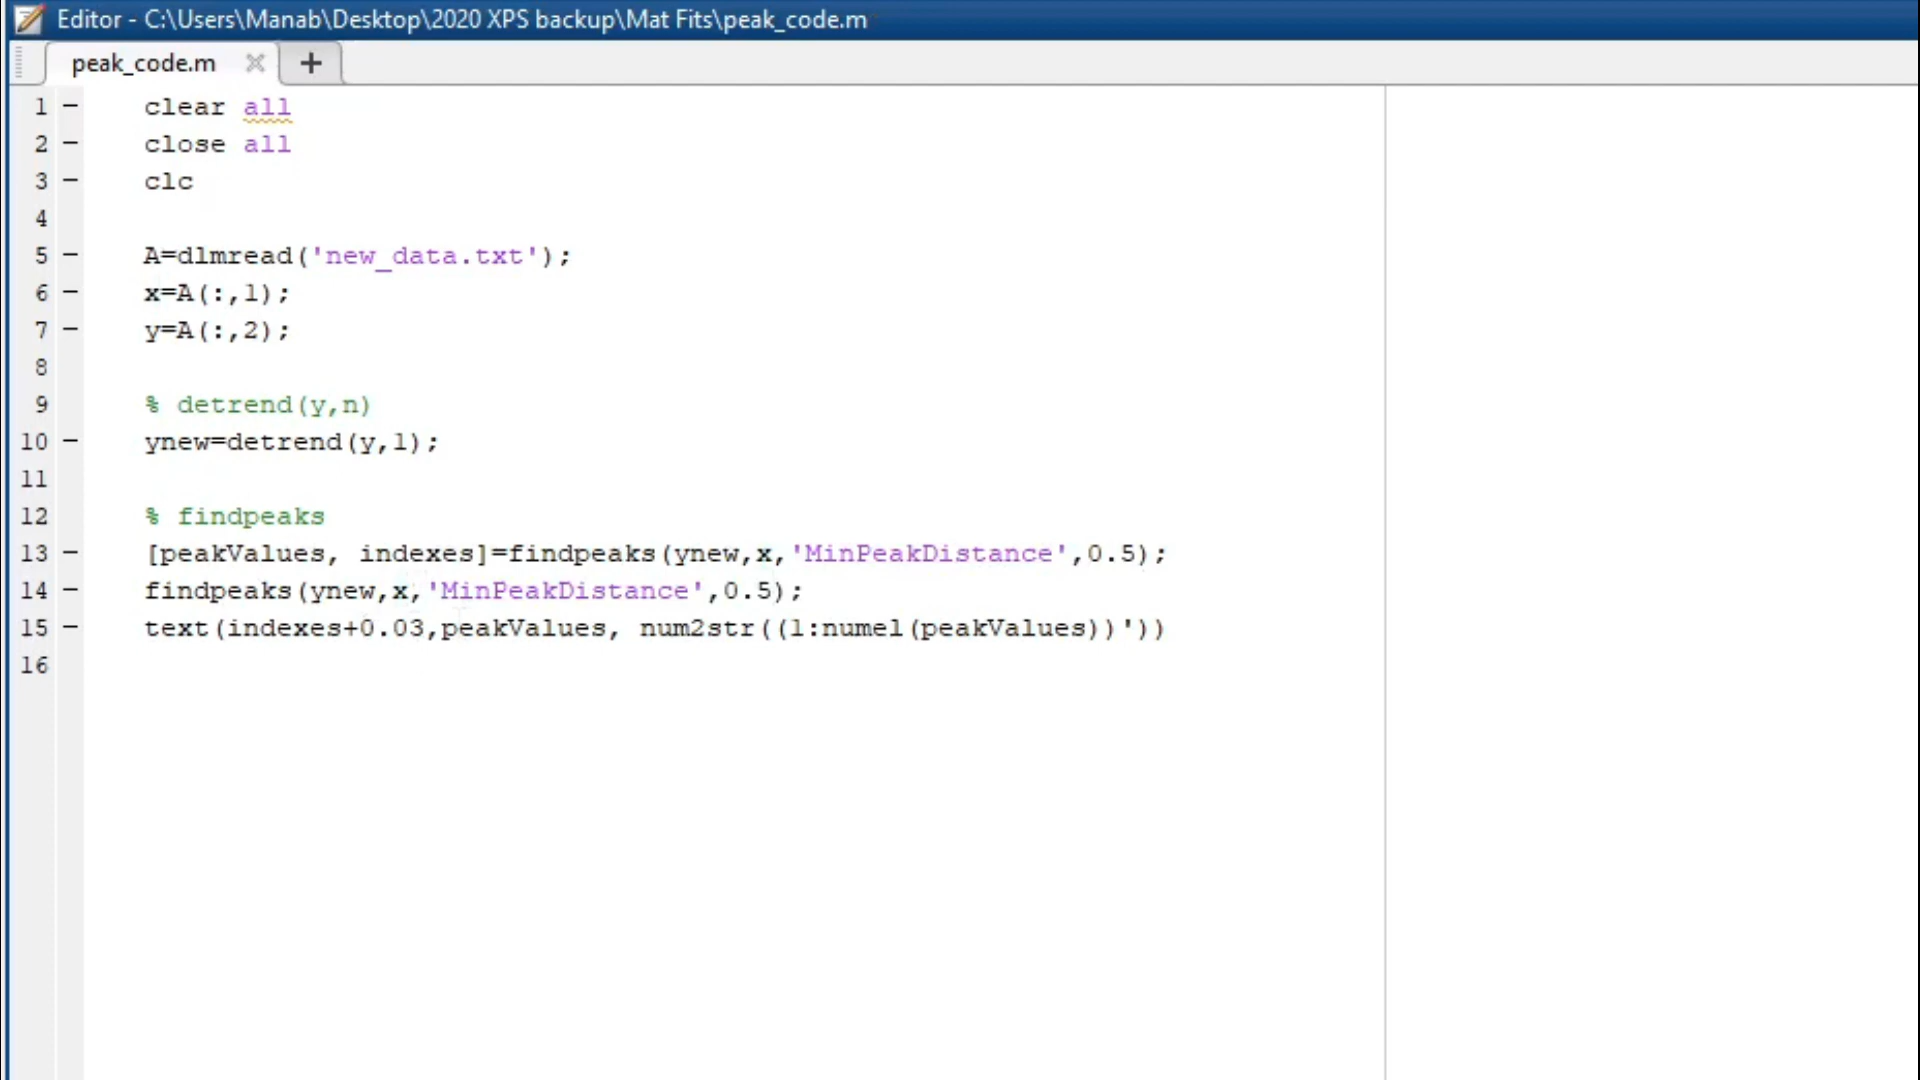 Editor - C:\Users\Manab\Desktop\2020 XPS backup\Mat Fits\peak_code.m
peak_code.m
1 clear all
2 close all
3 clc
4
5 A=dlmread('new_data.txt');
6 x=A(:,1);
7 y=A(:,2);
8
9 % detrend(y,n)
10 ynew=detrend(y,1);
11
12 % findpeaks
13 [peakValues, indexes]=findpeaks(ynew,x,'MinPeakDistance',0.5);
14 findpeaks(ynew,x,'MinPeakDistance',0.5);
15 text(indexes+0.03,peakValues, num2str((1:numel(peakValues))'))
16